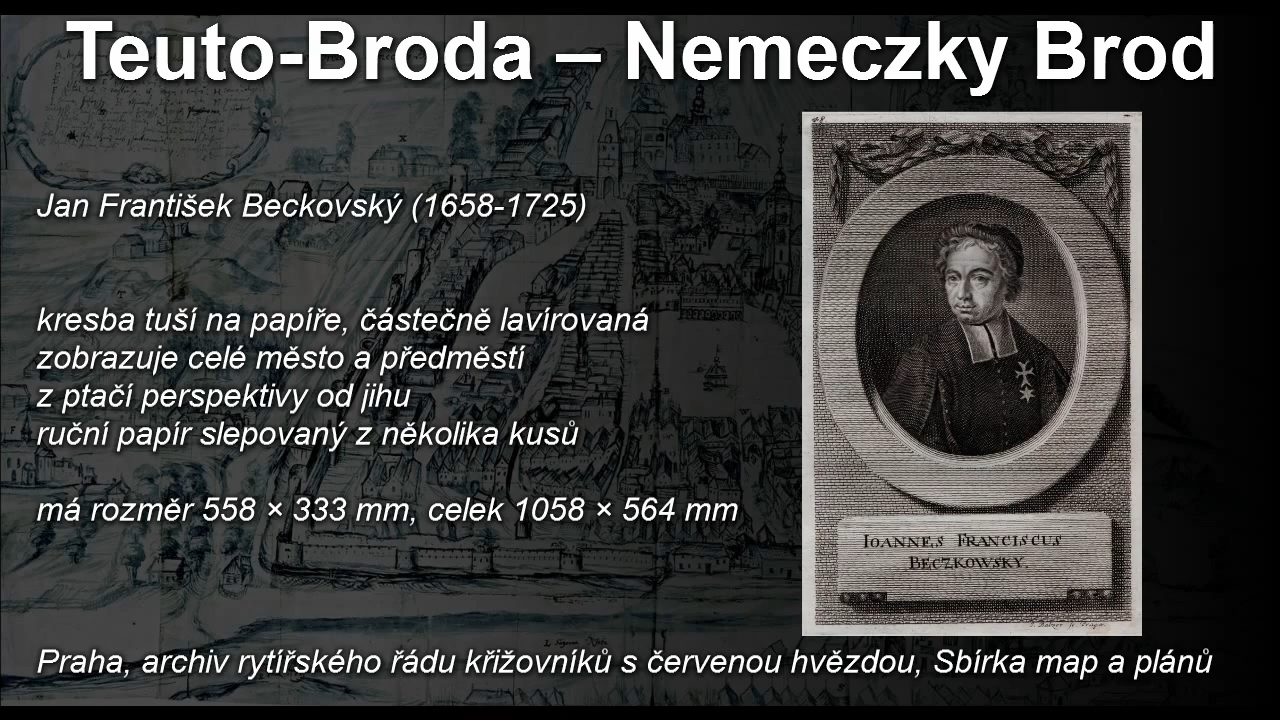 Teuto-Broda – Nemeczky Brod
Jan František Beckovský (1658-1725)
kresba tuší na papíře, částečně lavírovaná
zobrazuje celé město a předměstí
z ptačí perspektivy od jihu
ruční papír slepovaný z několika kusů
má rozměr 558 × 333 mm, celek 1058 × 564 mm
IOANNES FRANCISCUS
BECZKOWSKY.
Praha, archiv rytířského řádu křižovníků s červenou hvězdou, Sbírka map a plánů